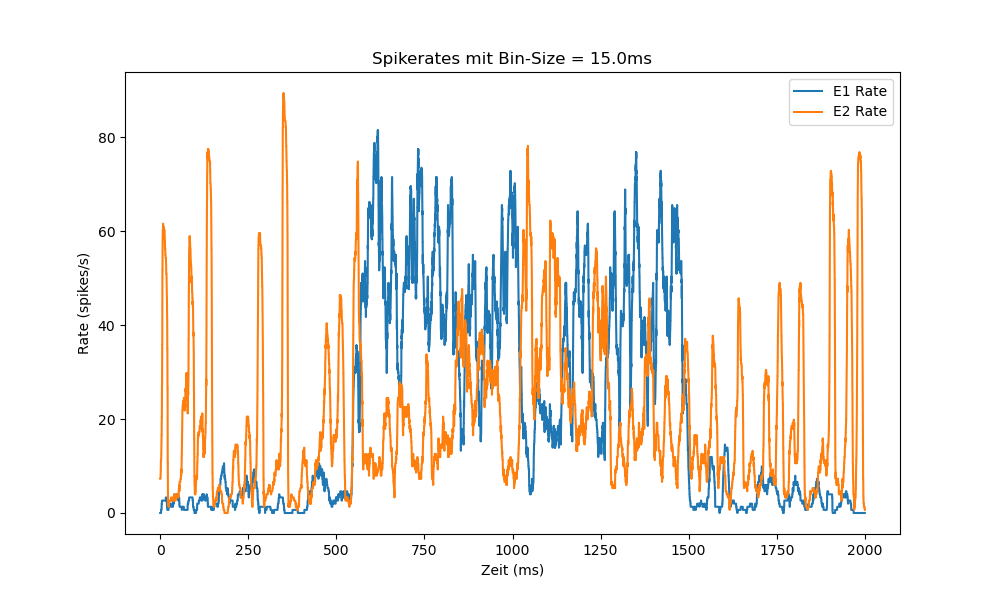 Spikerates mit Bin-Size = 15.0ms
E1 Rate
E2 Rate
80
60
40
20
0
Rate (spikes/s)
0 250 500 750 1000 1250 1500 1750 2000
Zeit (ms)